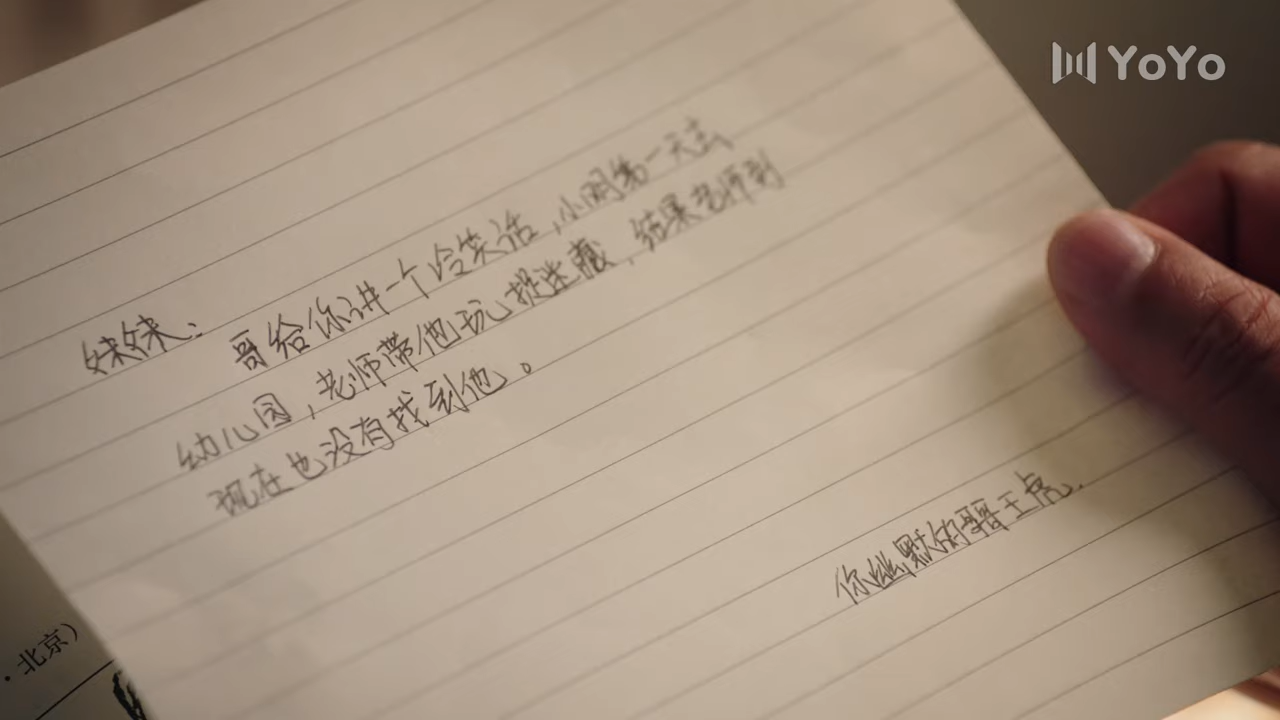 YoYo
妹妹：
哥给你讲一个冷笑话，小明第一天去
幼儿园，老师带他玩捉迷藏，结果老师到
现在也没有找到他。
你幽默的哥哥王亮.
·北京）